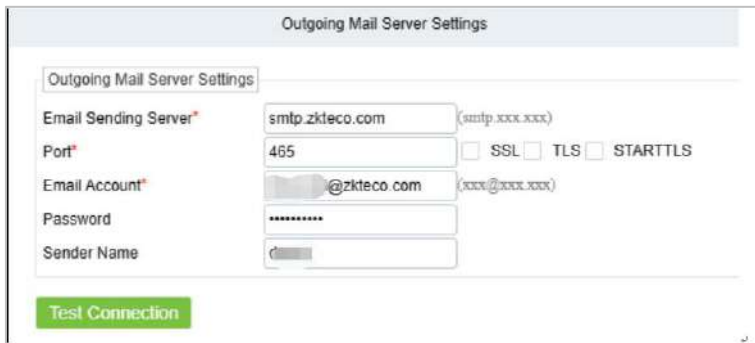 Outgoing Mail Server Settings
Outgoing Mail Server Settings
Email Sending Server* smtp.zkteco.com (smtp.xxx.xxx)
Port* 465 SSL TLS STARTTLS
Email Account* @zkteco.com (xxx@xxx.xxx)
Password ••••••••••
Sender Name
Test Connection